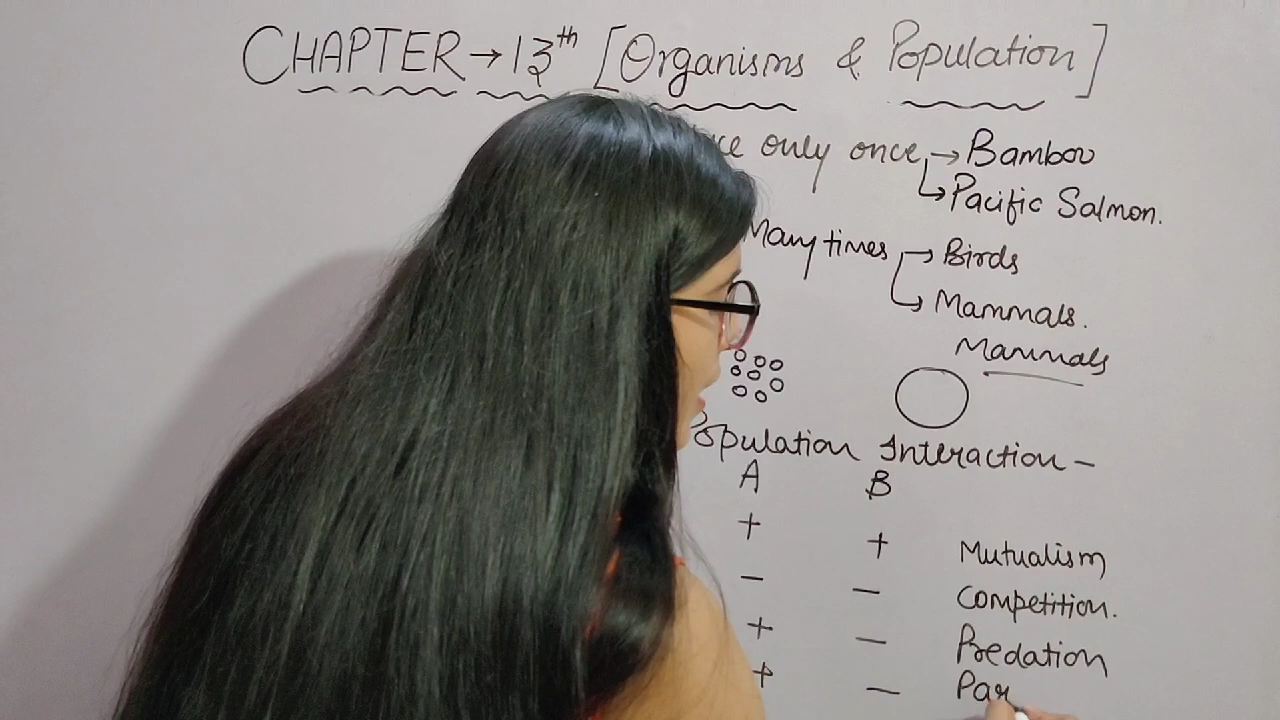 CHAPTER → 13th [Organisms & Population]
only once → Bamboo
↳ Pacific Salmon.
Many times → Birds
↳ Mammals.
Mammals
Population Interaction -
A B
+ + Mutualism
- - Competition.
+ - Predation
+ - Par